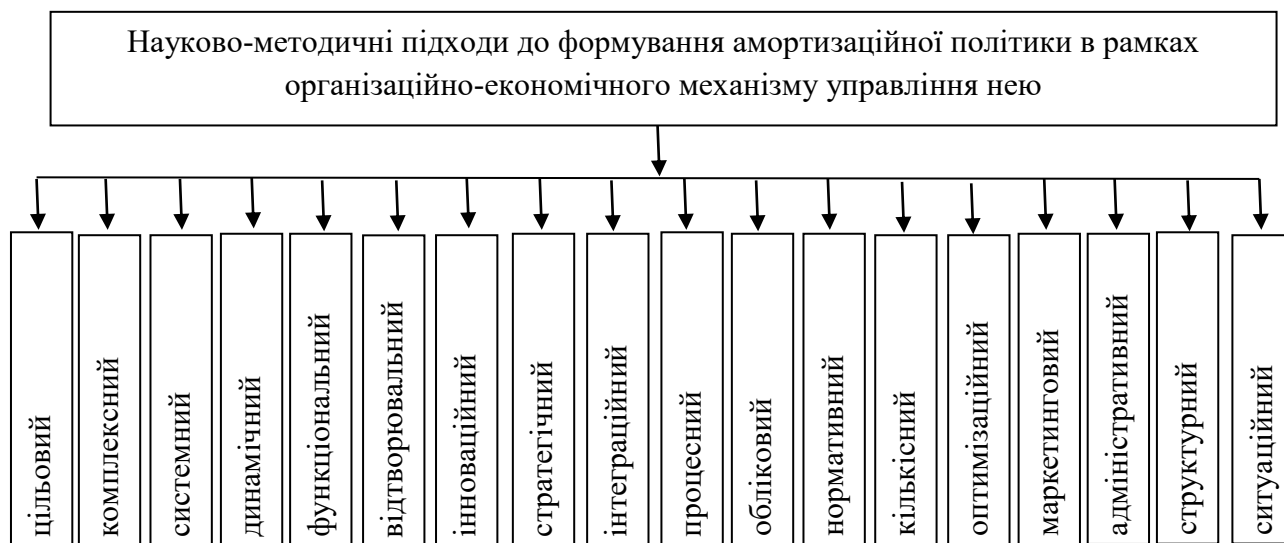 Науково-методичні підходи до формування амортизаційної політики в рамках
організаційно-економічного механізму управління нею
цільовий
комплексний
системний
динамічний
функціональний
відтворювальний
інноваційний
стратегічний
інтеграційний
процесний
обліковий
нормативний
кількісний
оптимізаційний
маркетинговий
адміністративний
структурний
ситуаційний